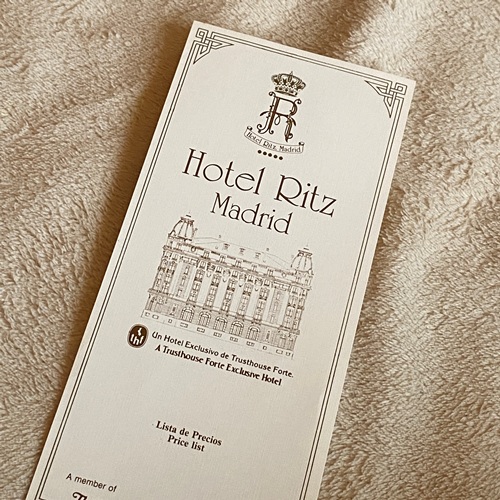 Hotel Ritz, Madrid
Hotel Ritz
Madrid
thf
Un Hotel Exclusivo de Trusthouse Forte.
A Trusthouse Forte Exclusive Hotel
Lista de Precios
Price list
A member of